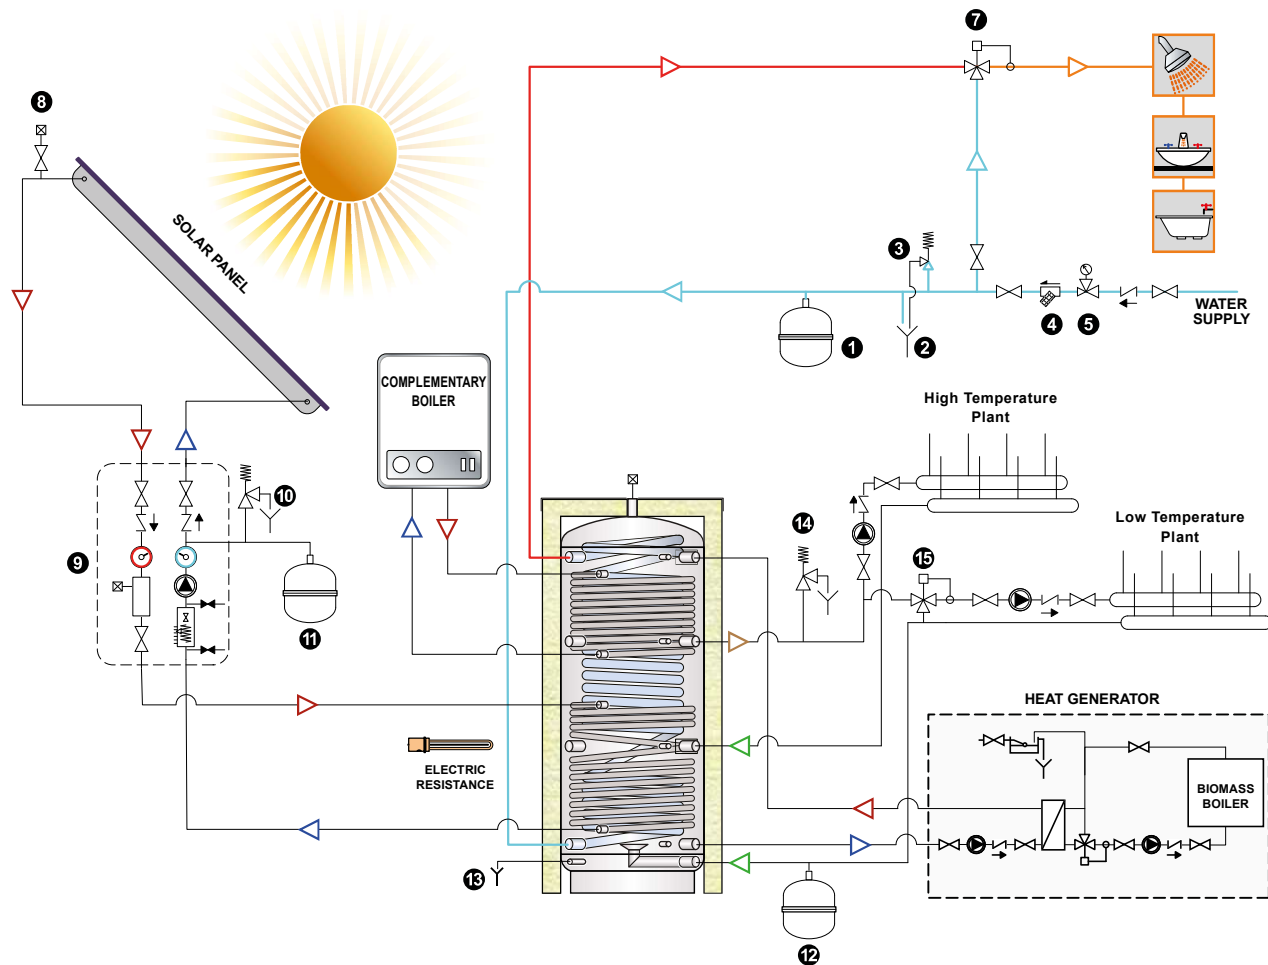 7
8
SOLAR PANEL
3
WATER
SUPPLY
4
5
1
2
COMPLEMENTARY
BOILER
High Temperature
Plant
10
14
Low Temperature
Plant
9
15
11
HEAT GENERATOR
ELECTRIC
RESISTANCE
BIOMASS
BOILER
13
12